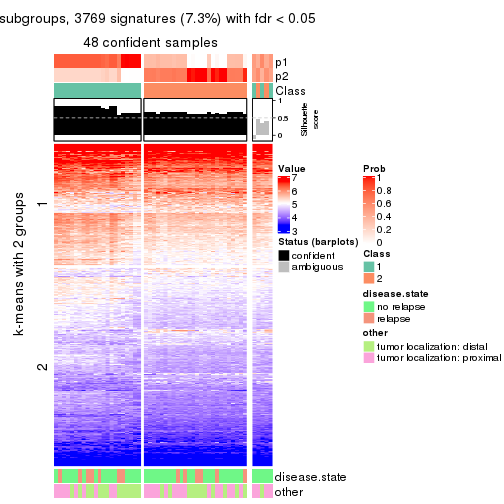 subgroups, 3769 signatures (7.3%) with fdr < 0.05
48 confident samples
p1
p2
Class
1
0.5
0
Silhouette
score
k-means with 2 groups
1
2
Value
7
6
5
4
3
Status (barplots)
confident
ambiguous
Prob
1
0.8
0.6
0.4
0.2
0
Class
1
2
disease.state
no relapse
relapse
other
tumor localization: distal
tumor localization: proximal
disease.state
other